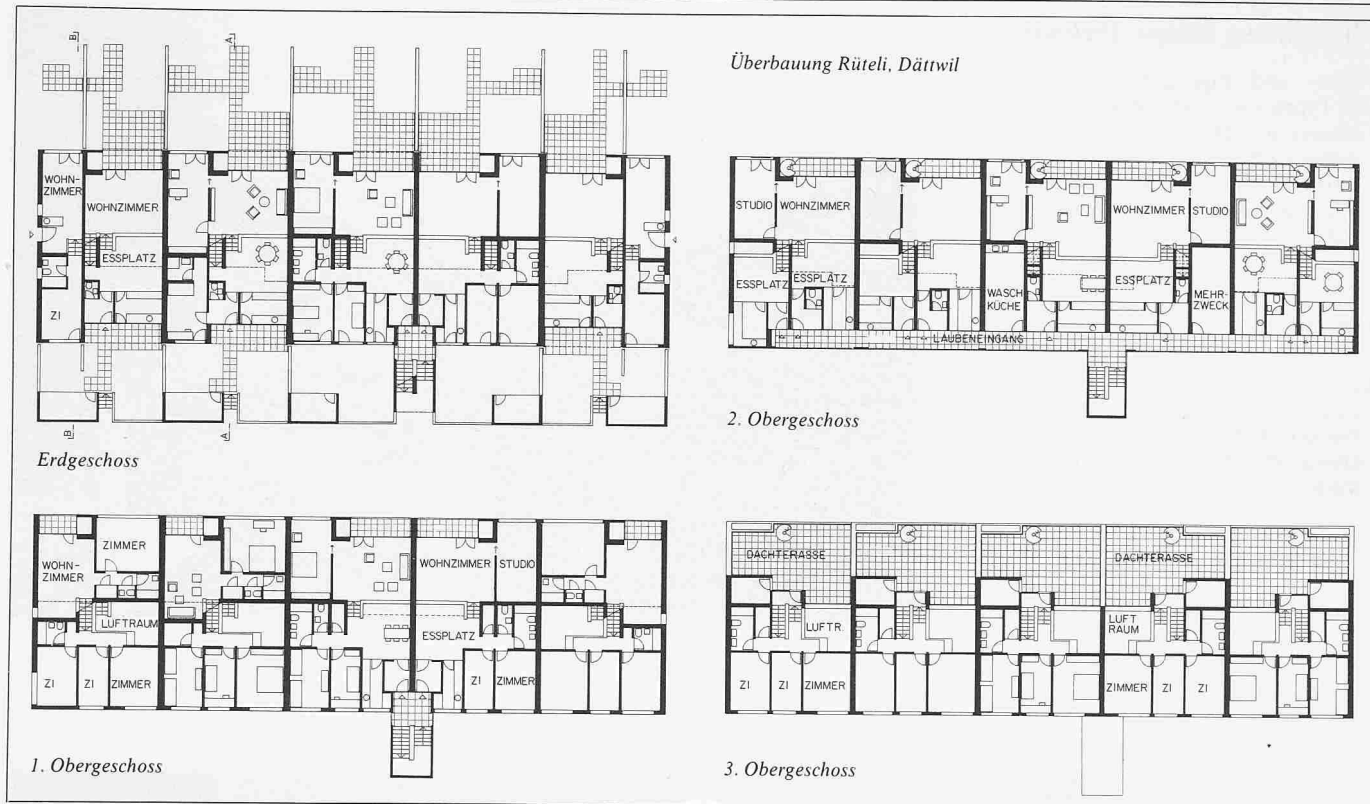 Überbauung Rüteli, Dättwil
B
A
WOHN-
ZIMMER
WOHNZIMMER
ESSPLATZ
ZI
B
A
Erdgeschoss
STUDIO
WOHNZIMMER
WOHNZIMMER
STUDIO
ESSPLATZ
ESSPLATZ
WASCH
KÜCHE
ESSPLATZ
MEHR-
ZWECK
LAUBENEINGANG
2. Obergeschoss
WOHN-
ZIMMER
ZIMMER
LUFTRAUM
ZI
ZI
ZIMMER
WOHNZIMMER
STUDIO
ESSPLATZ
ZI
ZIMMER
1. Obergeschoss
DACHTERASSE
DACHTERASSE
LUFTR.
LUFT
RAUM
ZI
ZI
ZIMMER
ZIMMER
ZI
ZI
3. Obergeschoss